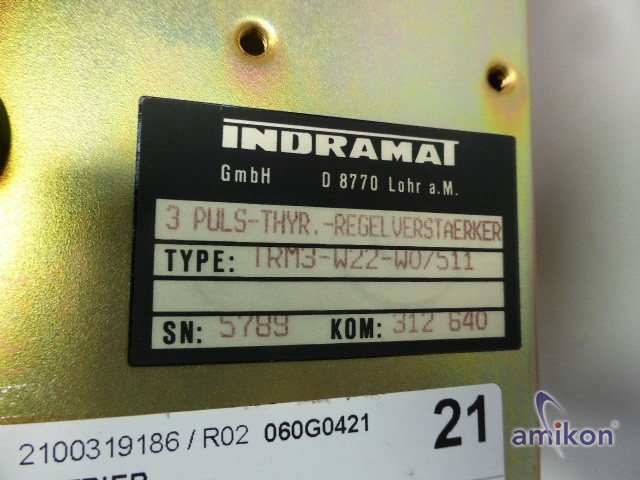 INDRAMAT
GmbH D 8770 Lohr a.M.
3 PULS-THYR.-REGELVERSTAERKER
TYPE: TRM3-W22-W0/511
SN: 5789 KOM: 312 640
2100319186 / R02 060G0421 21
amikon